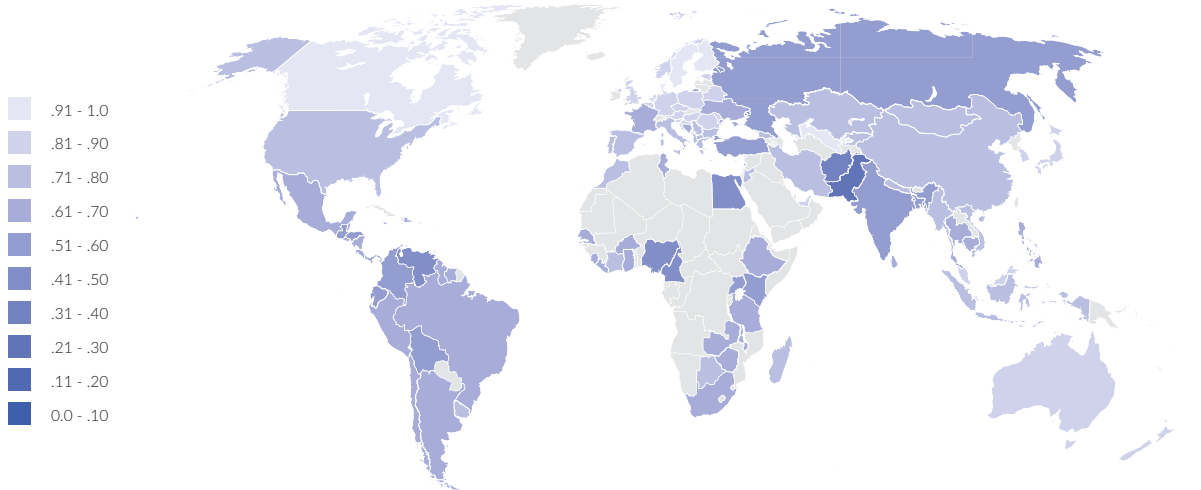 .91 - 1.0
.81 - .90
.71 - .80
.61 - .70
.51 - .60
.41 - .50
.31 - .40
.21 - .30
.11 - .20
0.0 - .10